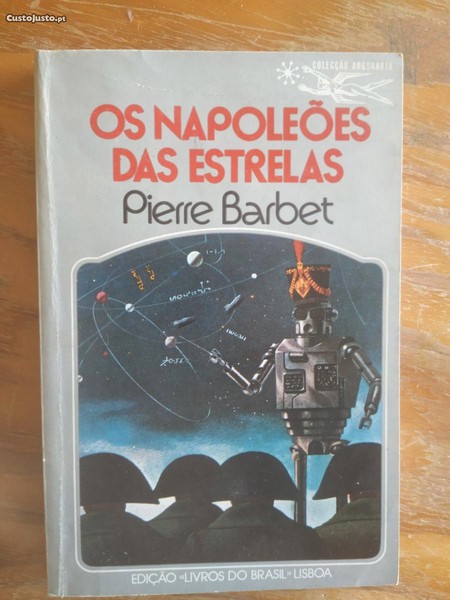 CustoJusto.pt
COLECÇÃO ARGONAUTA
OS NAPOLEÕES
DAS ESTRELAS
Pierre Barbet
EDIÇÃO «LIVROS DO BRASIL» LISBOA